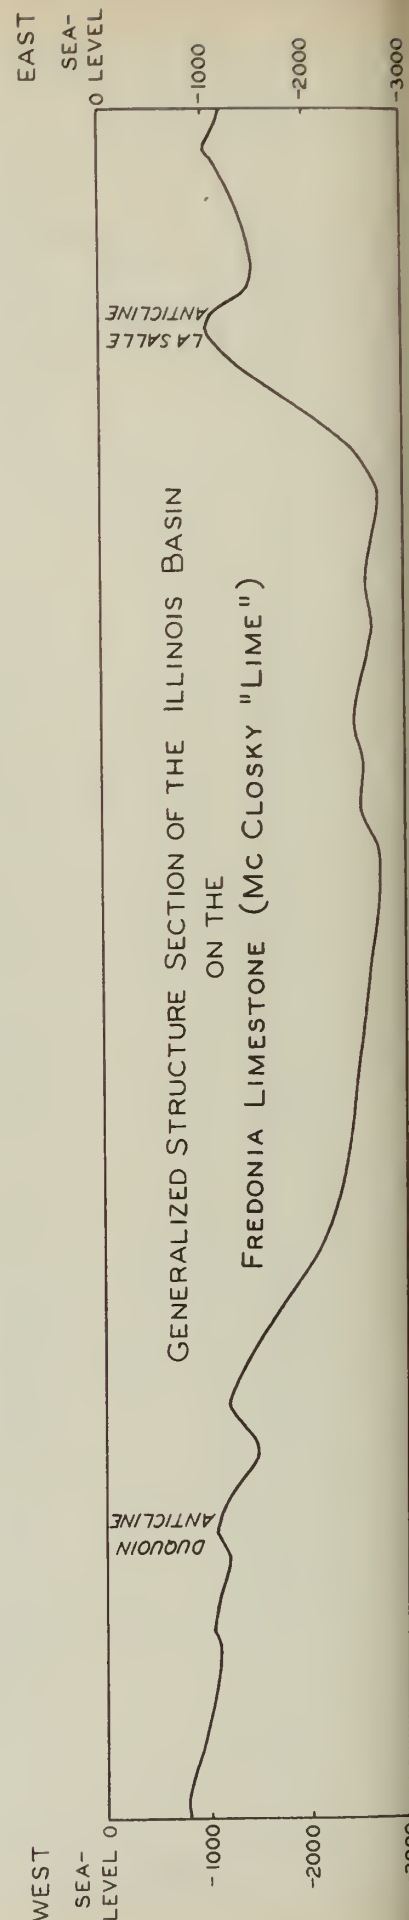 WEST
SEA-
LEVEL
0
-1000
-2000
DUQUOIN
ANTICLINE
GENERALIZED STRUCTURE SECTION OF THE ILLINOIS BASIN
ON THE
FREDONIA LIMESTONE (MC CLOSKY "LIME")
LA SALLE
ANTICLINE
EAST
SEA-
LEVEL
0
-1000
-2000
-3000